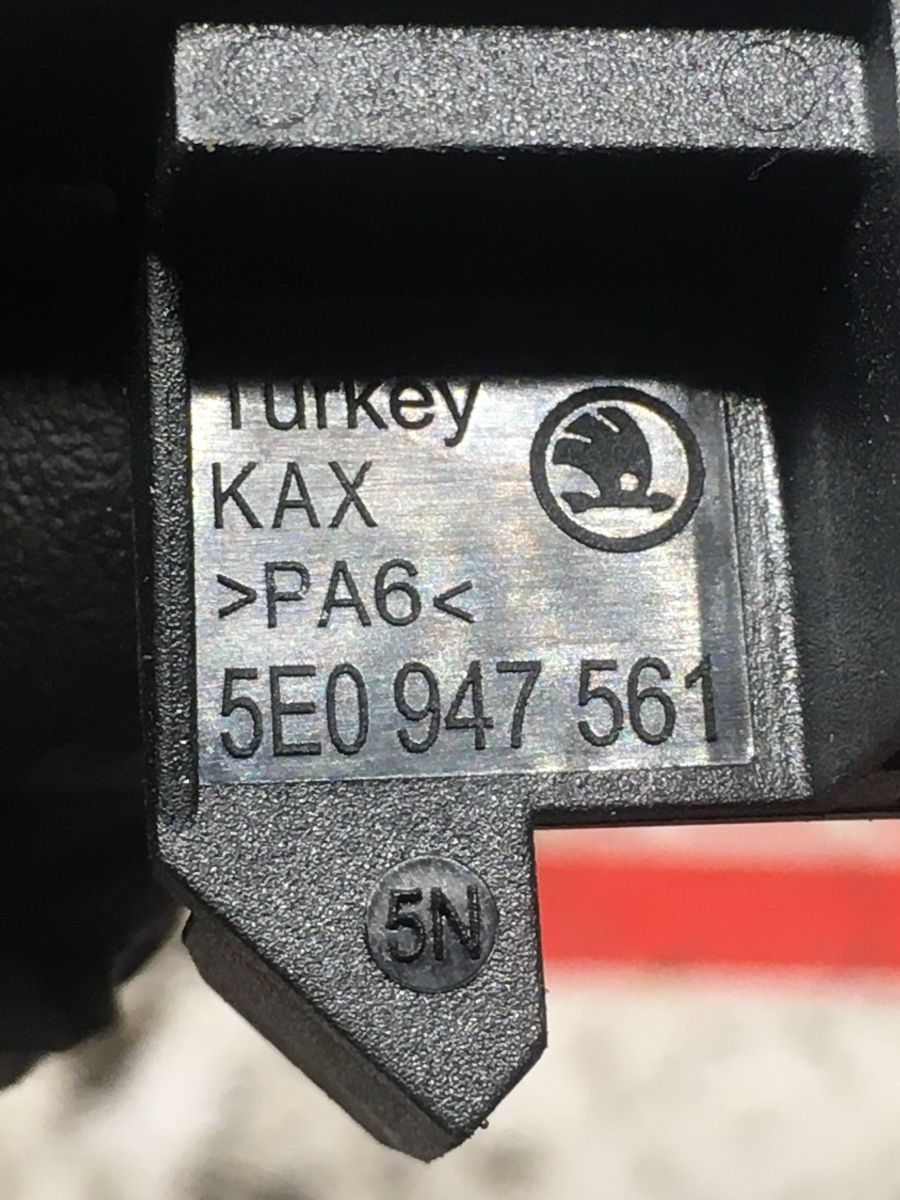 Turkey
KAX
>PA6<
5E0 947 561
5N